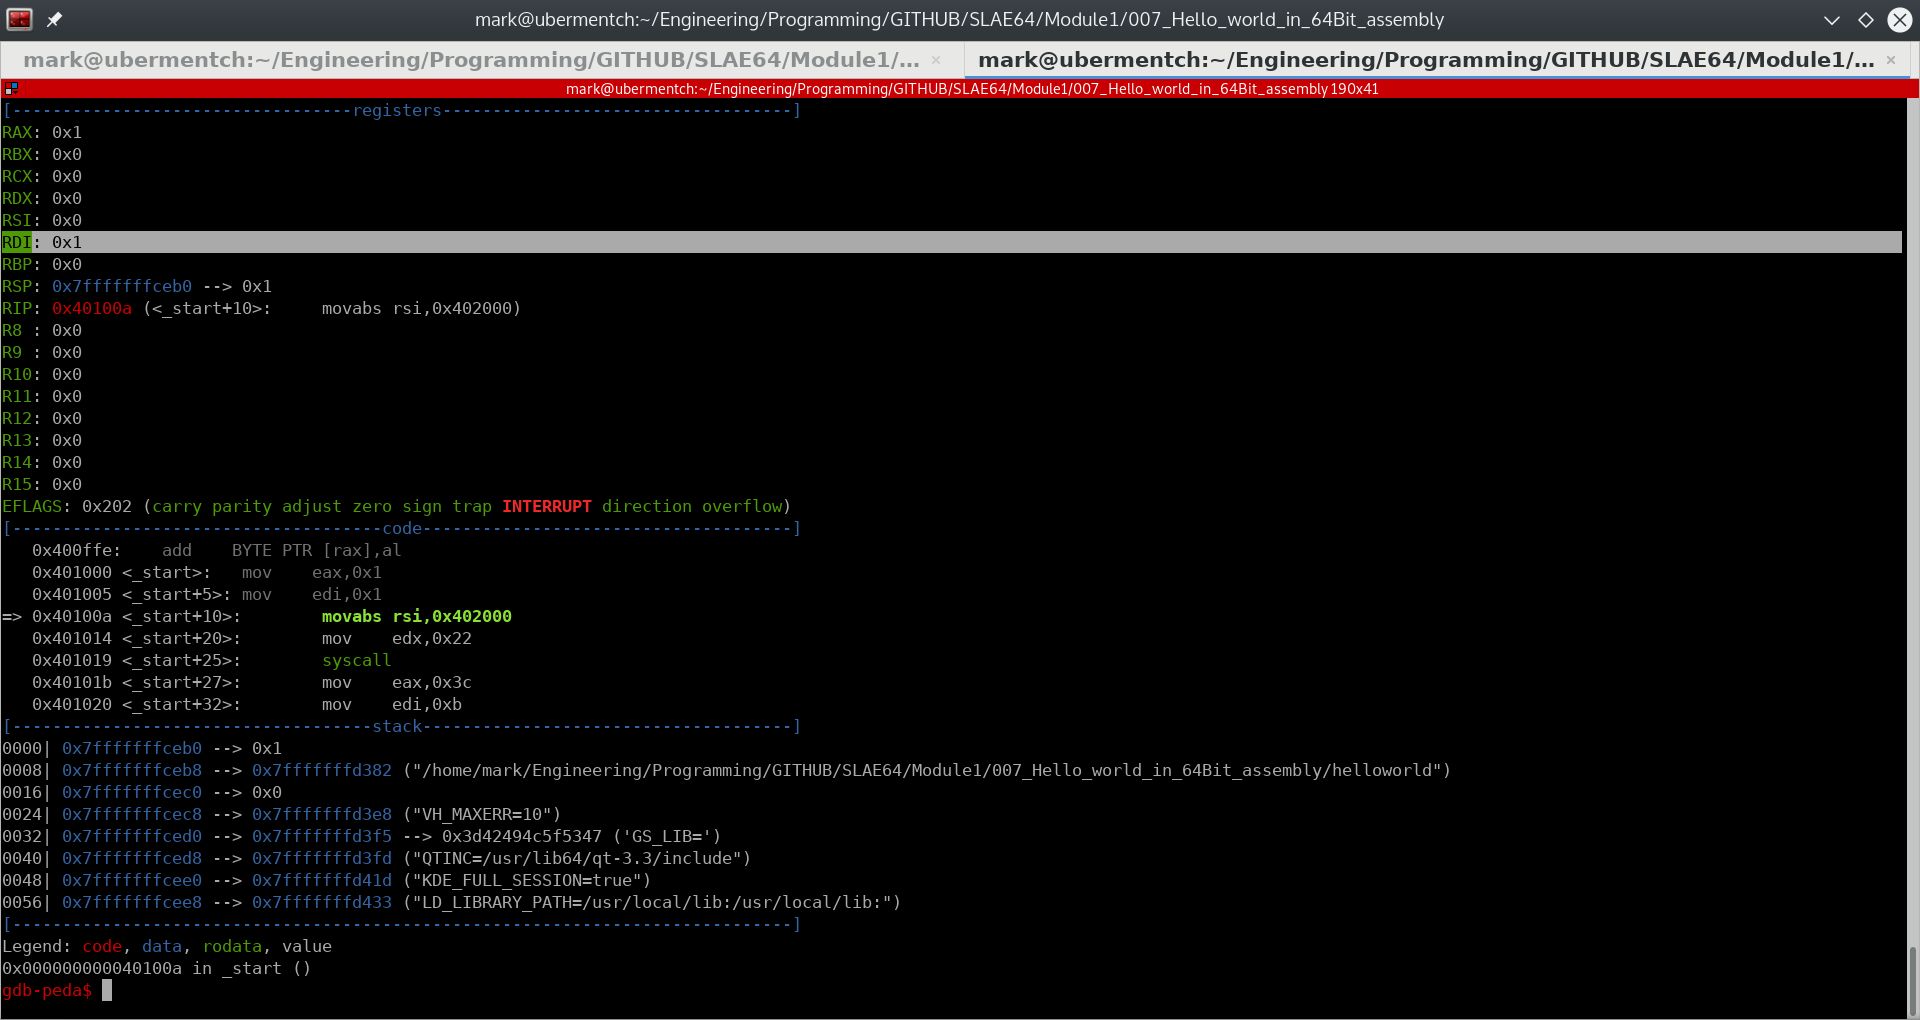 mark@ubermentch:~/Engineering/Programming/GITHUB/SLAE64/Module1/007_Hello_world_in_64Bit_assembly
mark@ubermentch:~/Engineering/Programming/GITHUB/SLAE64/Module1/... × mark@ubermentch:~/Engineering/Programming/GITHUB/SLAE64/Module1/... ×
mark@ubermentch:~/Engineering/Programming/GITHUB/SLAE64/Module1/007_Hello_world_in_64Bit_assembly 190x41
[----------------------------------registers-----------------------------------]
RAX: 0x1
RBX: 0x0
RCX: 0x0
RDX: 0x0
RSI: 0x0
RDI: 0x1
RBP: 0x0
RSP: 0x7fffffffceb0 --> 0x1
RIP: 0x40100a (<_start+10>:     movabs rsi,0x402000)
R8 : 0x0
R9 : 0x0
R10: 0x0
R11: 0x0
R12: 0x0
R13: 0x0
R14: 0x0
R15: 0x0
EFLAGS: 0x202 (carry parity adjust zero sign trap INTERRUPT direction overflow)
[-------------------------------------code-------------------------------------]
   0x400ffe:    add    BYTE PTR [rax],al
   0x401000 <_start>:   mov    eax,0x1
   0x401005 <_start+5>: mov    edi,0x1
=> 0x40100a <_start+10>:        movabs rsi,0x402000
   0x401014 <_start+20>:        mov    edx,0x22
   0x401019 <_start+25>:        syscall
   0x40101b <_start+27>:        mov    eax,0x3c
   0x401020 <_start+32>:        mov    edi,0xb
[------------------------------------stack-------------------------------------]
0000| 0x7fffffffceb0 --> 0x1
0008| 0x7fffffffceb8 --> 0x7fffffffd382 ("/home/mark/Engineering/Programming/GITHUB/SLAE64/Module1/007_Hello_world_in_64Bit_assembly/helloworld")
0016| 0x7fffffffcec0 --> 0x0
0024| 0x7fffffffcec8 --> 0x7fffffffd3e8 ("VH_MAXERR=10")
0032| 0x7fffffffced0 --> 0x7fffffffd3f5 --> 0x3d42494c5f5347 ('GS_LIB=')
0040| 0x7fffffffced8 --> 0x7fffffffd3fd ("QTINC=/usr/lib64/qt-3.3/include")
0048| 0x7fffffffcee0 --> 0x7fffffffd41d ("KDE_FULL_SESSION=true")
0056| 0x7fffffffcee8 --> 0x7fffffffd433 ("LD_LIBRARY_PATH=/usr/local/lib:/usr/local/lib:")
[------------------------------------------------------------------------------]
Legend: code, data, rodata, value
0x000000000040100a in _start ()
gdb-peda$